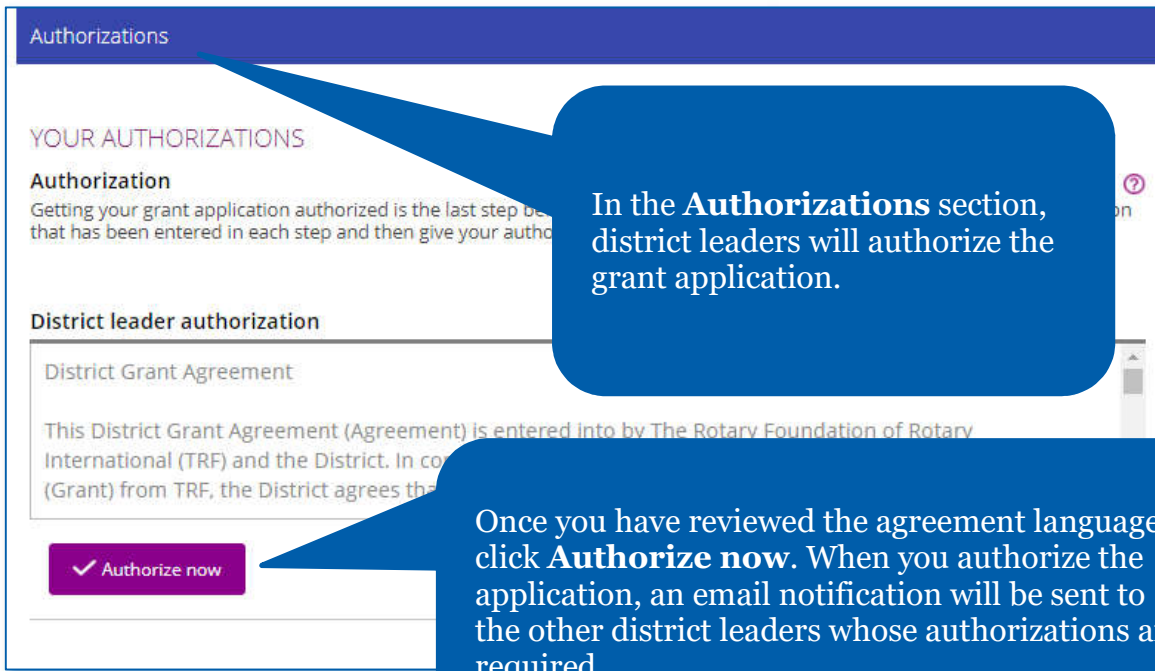 Authorizations
YOUR AUTHORIZATIONS
Authorization
Getting your grant application authorized is the last step
that has been entered in each step and then give your
In the Authorizations section,
district leaders will authorize the
grant application.
District leader authorization
District Grant Agreement
This District Grant Agreement (Agreement) is entered into by The Rotary Foundation of Rotary
International (TRF) and the District. In
(Grant) from TRF, the District agrees
Once you have reviewed the agreement language
click Authorize now. When you authorize the
application, an email notification will be sent to
the other district leaders whose authorizations
required
Authorize now